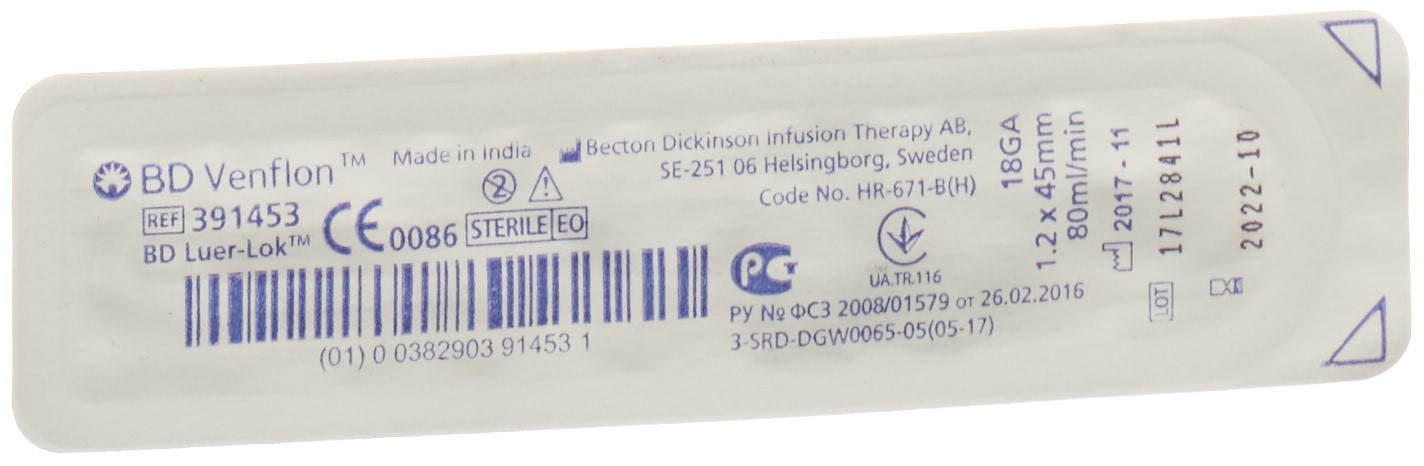 BD Venflon™ Made in India
REF 391453
BD Luer-Lok™
CE 0086 STERILE EO
(01) 0 0382903 91453 1
Becton Dickinson Infusion Therapy AB,
SE-251 06 Helsingborg, Sweden
Code No. HR-671-B(H)
UA.TR.116
РУ № ФСЗ 2008/01579 от 26.02.2016
3-SRD-DGW0065-05(05-17)
18GA
1.2 x 45mm
80ml/min
2017 - 11
LOT 17L2841L
2022-10